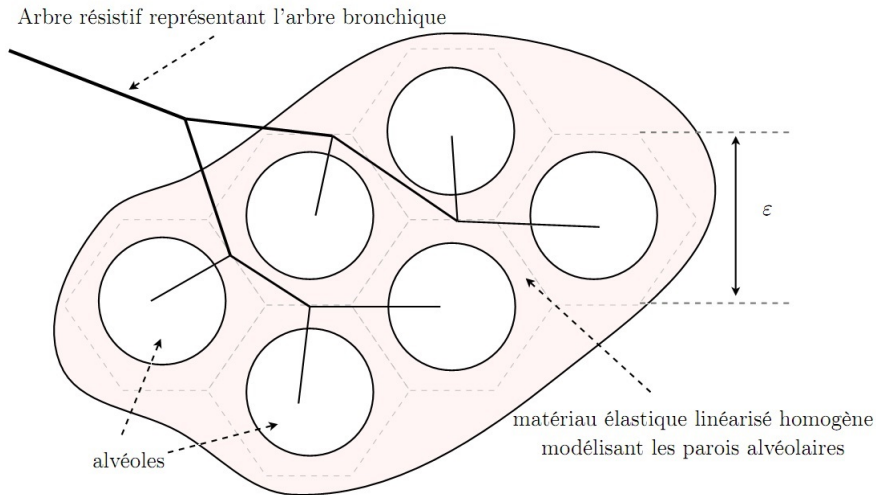 Arbre résistif représentant l'arbre bronchique
ε
matériau élastique linéarisé homogène
modélisant les parois alvéolaires
alvéoles